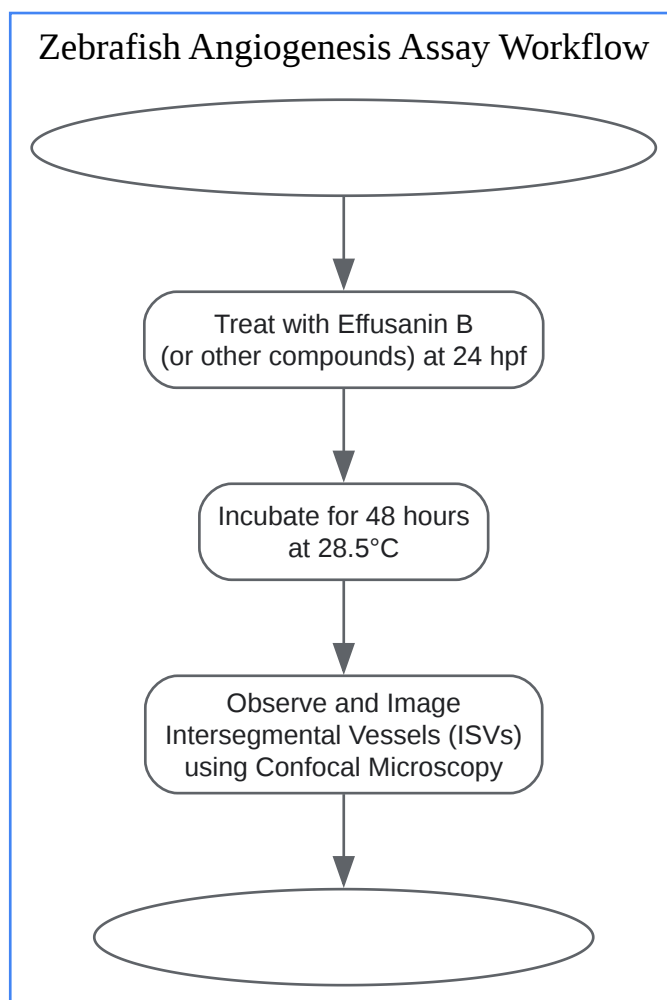 Zebrafish Angiogenesis Assay Workflow
Treat with Effusanin B
(or other compounds) at 24 hpf
Incubate for 48 hours
at 28.5°C
Observe and Image
Intersegmental Vessels (ISVs)
using Confocal Microscopy